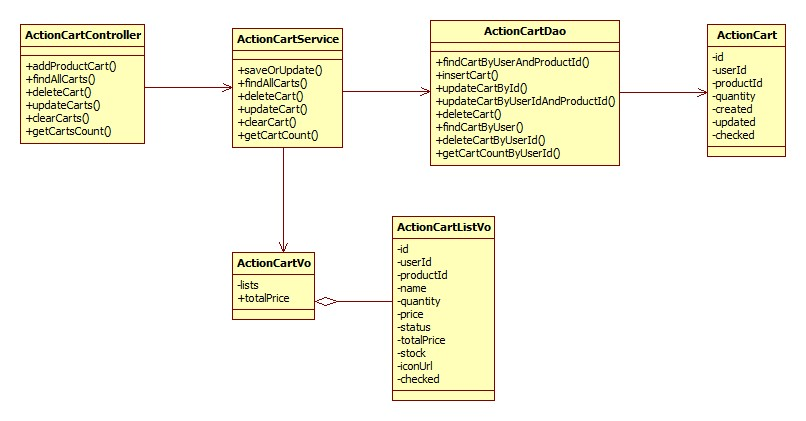 ActionCartController
+addProductCart()
+findAllCarts()
+deleteCart()
+updateCarts()
+clearCarts()
+getCartsCount()
ActionCartService
+saveOrUpdate()
+findAllCarts()
+deleteCart()
+updateCart()
+clearCart()
+getCartCount()
ActionCartDao
+findCartByUserAndProductId()
+insertCart()
+updateCartById()
+updateCartByUserIdAndProductId()
+deleteCart()
+findCartByUser()
+deleteCartByUserId()
+getCartCountByUserId()
ActionCart
-id
-userId
-productId
-quantity
-created
-updated
-checked
ActionCartVo
-lists
+totalPrice
ActionCartListVo
-id
-userId
-productId
-name
-quantity
-price
-status
-totalPrice
-stock
-iconUrl
-checked